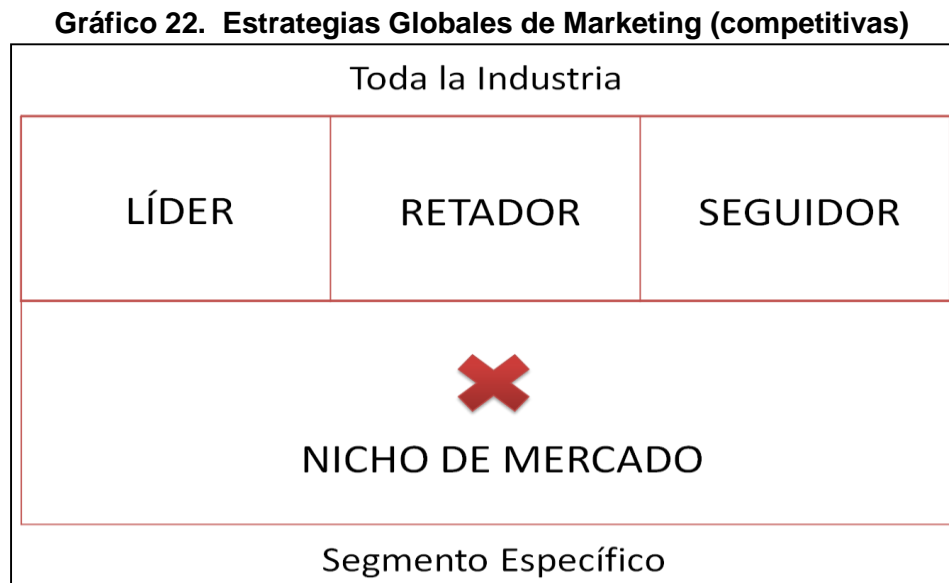 Gráfico 22. Estrategias Globales de Marketing (competitivas)
Toda la Industria
LÍDER RETADOR SEGUIDOR
NICHO DE MERCADO
Segmento Específico